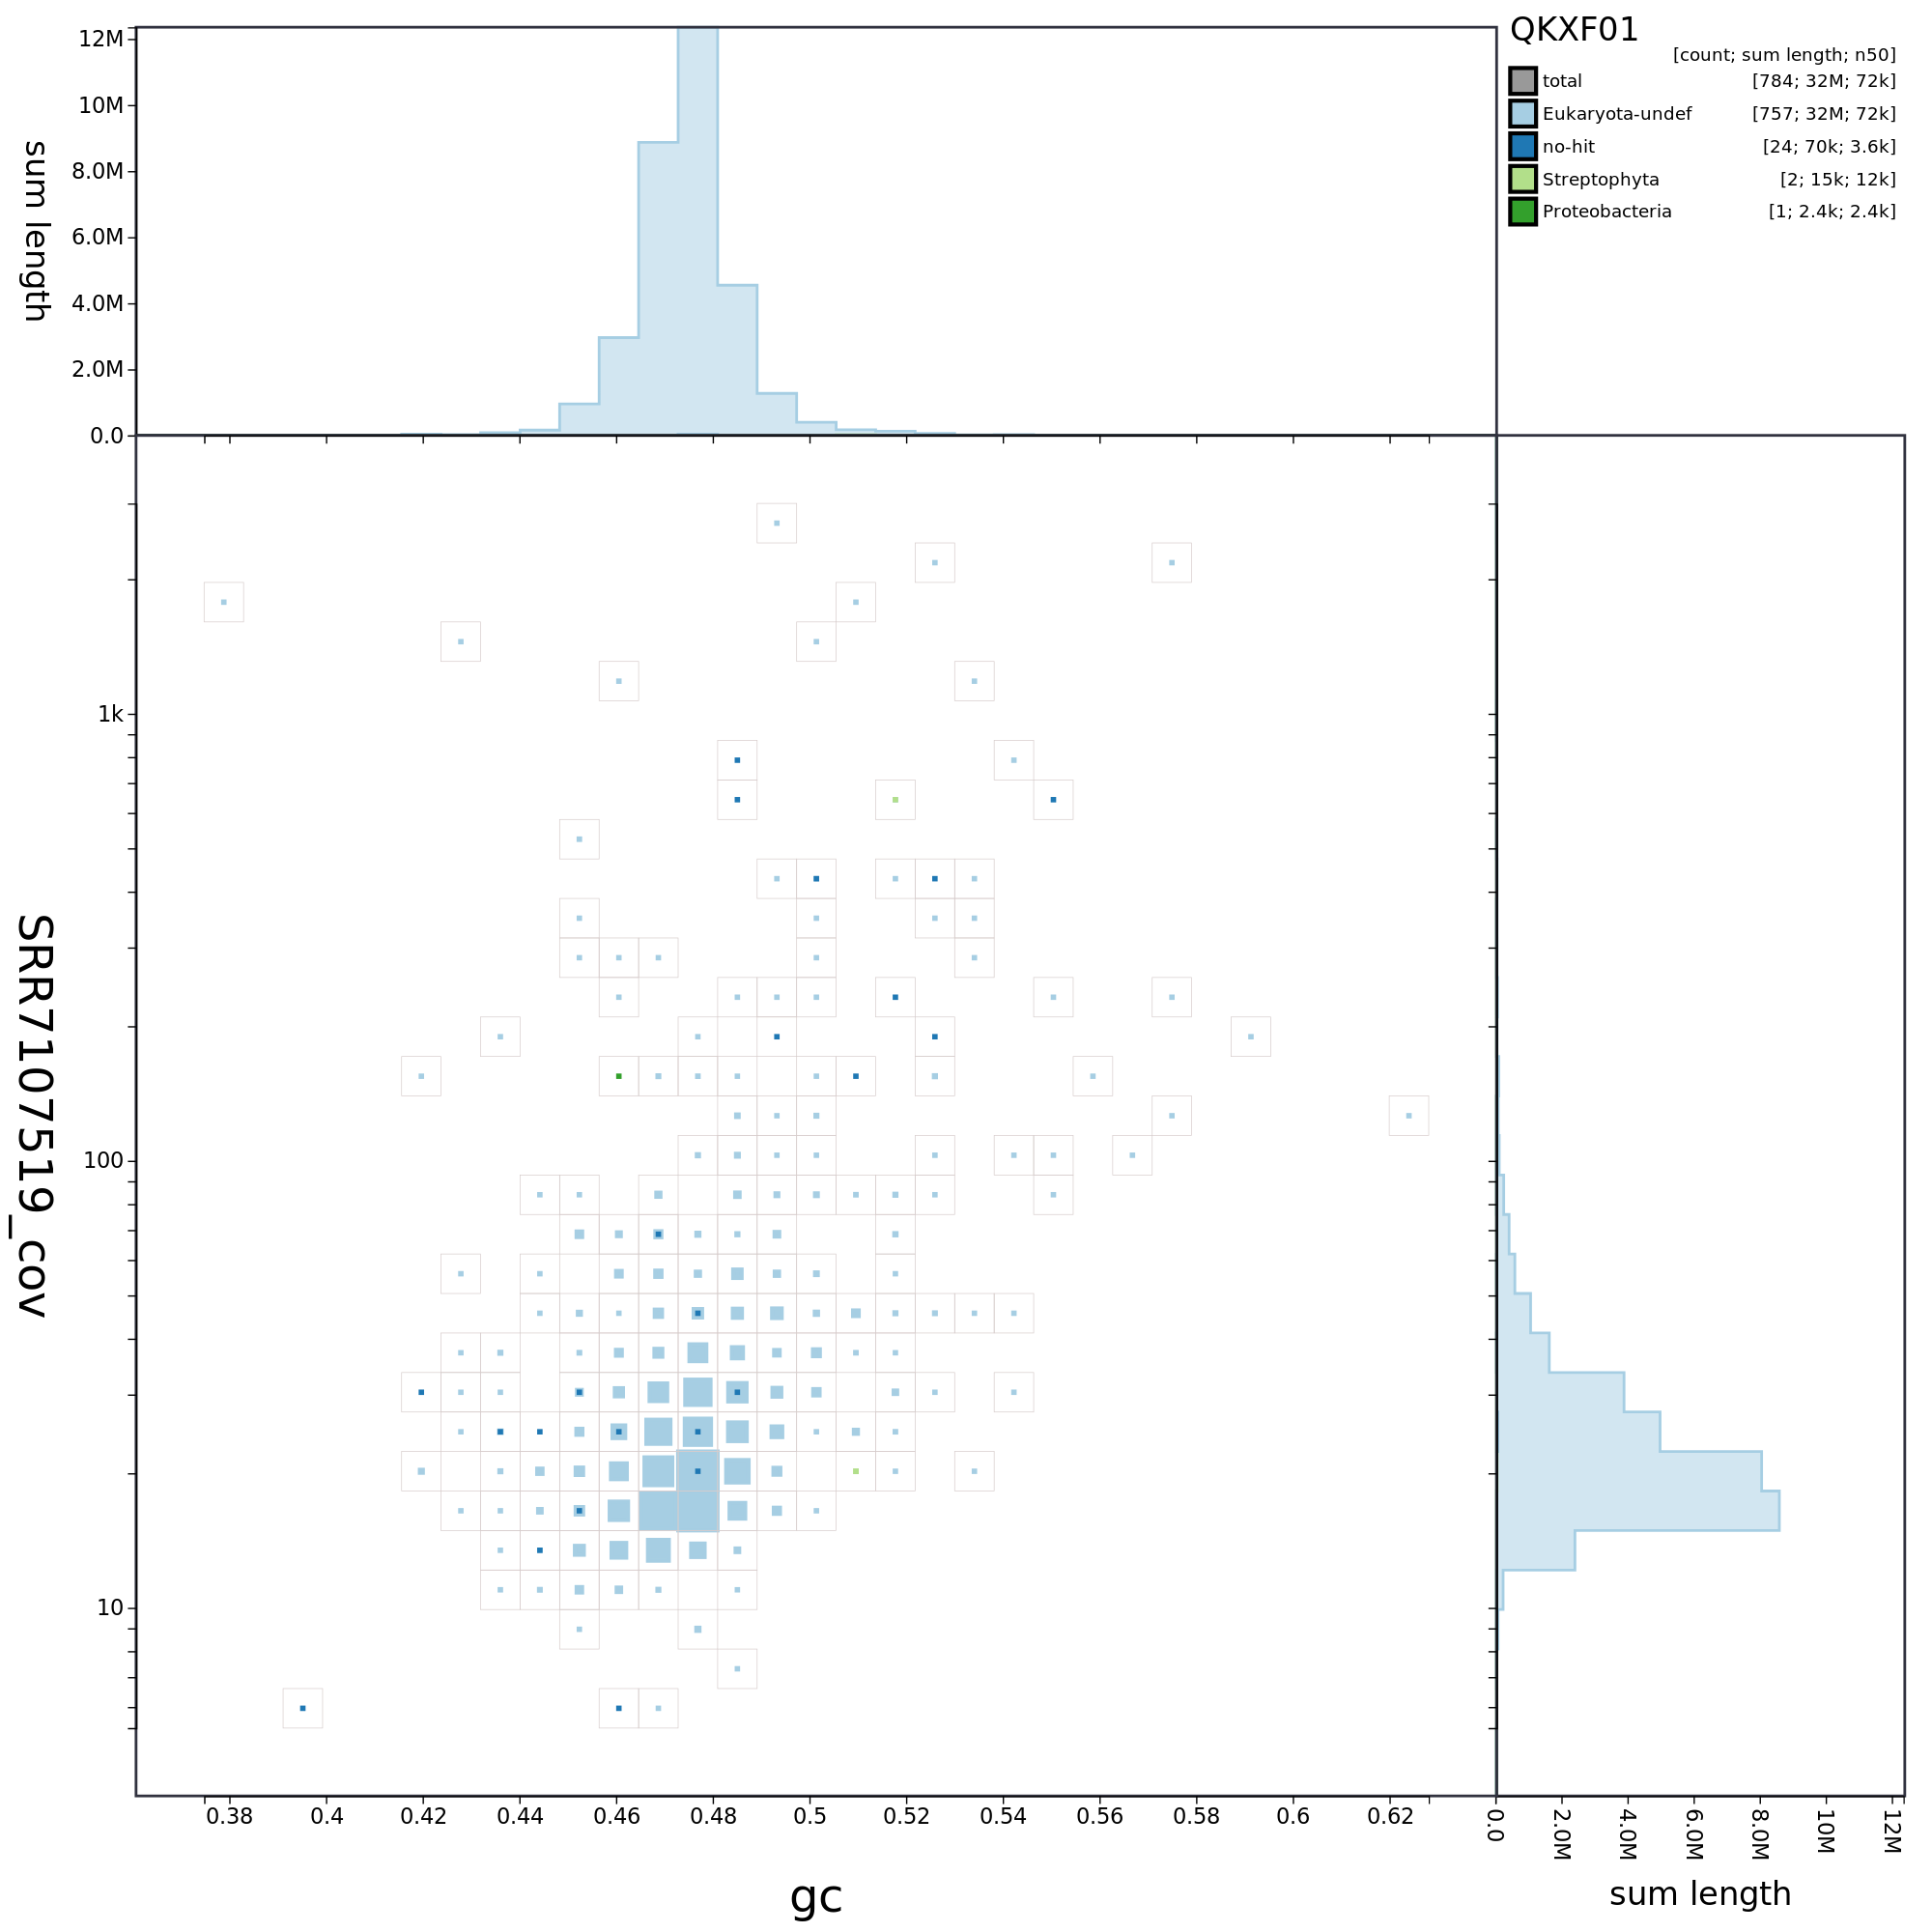 QKXF01
[count; sum length; n50]
total [784; 32M; 72k]
Eukaryota-undef [757; 32M; 72k]
no-hit [24; 70k; 3.6k]
Streptophyta [2; 15k; 12k]
Proteobacteria [1; 2.4k; 2.4k]
sum length
12M
10M
8.0M
6.0M
4.0M
2.0M
0.0
SRR7107519_cov
1k
100
10
0.38 0.4 0.42 0.44 0.46 0.48 0.5 0.52 0.54 0.56 0.58 0.6 0.62
gc
0.0 2.0M 4.0M 6.0M 8.0M 10M 12M
sum length